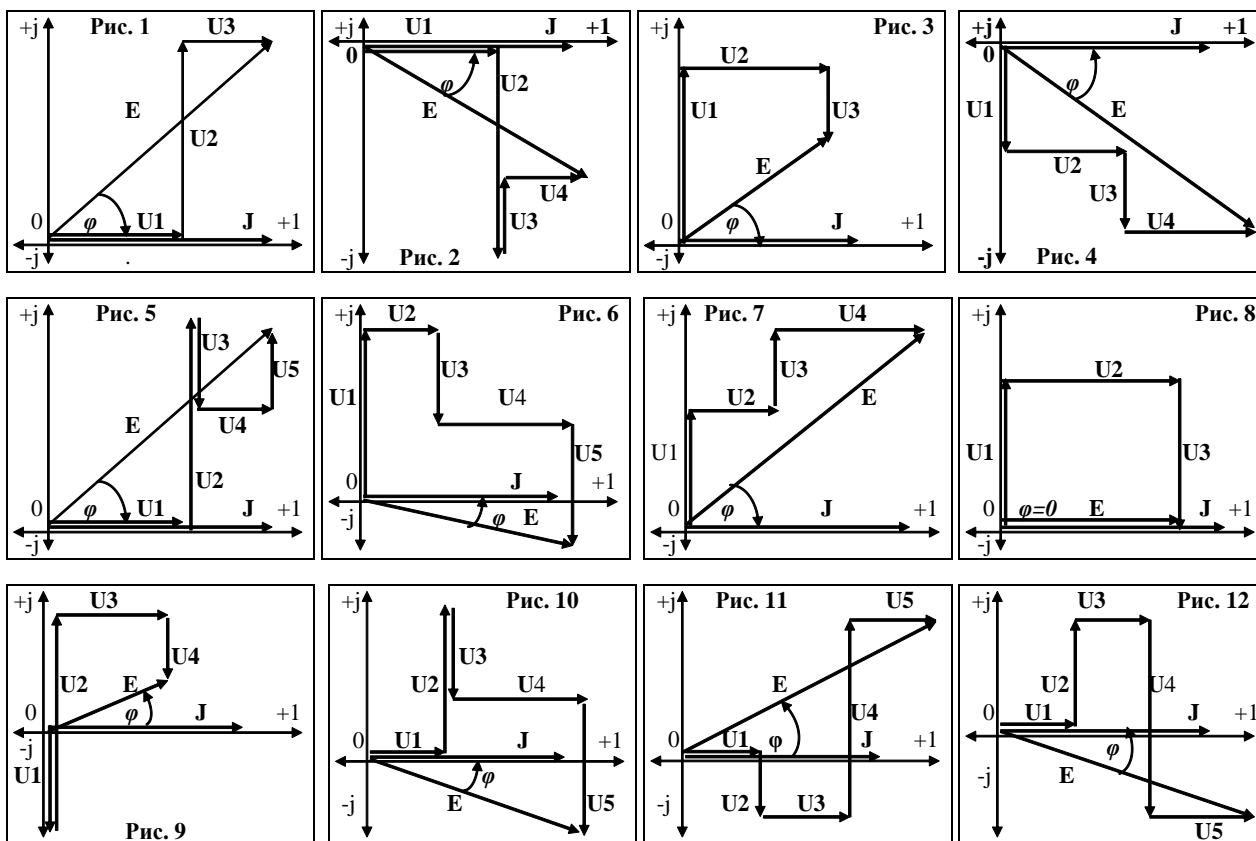 +j Рис. 1 U3
E
U2
0 φ U1 J +1
-j .
+j U1 J +1
0 φ U2
E
U4
U3
-j Рис. 2
+j Рис. 3
U2
U1 U3
E
0 φ J +1
-j
+j J +1
0 φ
U1 E
U2 U3
U4
-j Рис. 4
+j Рис. 5
U3
U5
E U4
U2
0 φ U1 J +1
-j
+j U2 Рис. 6
U3
U1 U4
U5
0 J +1
-j φ E
+j Рис. 7 U4
U3
U2 E
U1
0 φ J +1
-j
+j Рис. 8
U2
U1 U3
0 φ=0 E J +1
-j
+j U3
U4
U2 E
0 φ J +1
-j
U1
Рис. 9
+j Рис. 10
U3
U2 U4
0 U1 J +1
φ
-j E U5
+j Рис. 11 U5
E
U4
0 U1 φ J +1
-j U2 U3
+j U3 Рис. 12
U2 U4
0 U1 J +1
φ
-j E
U5